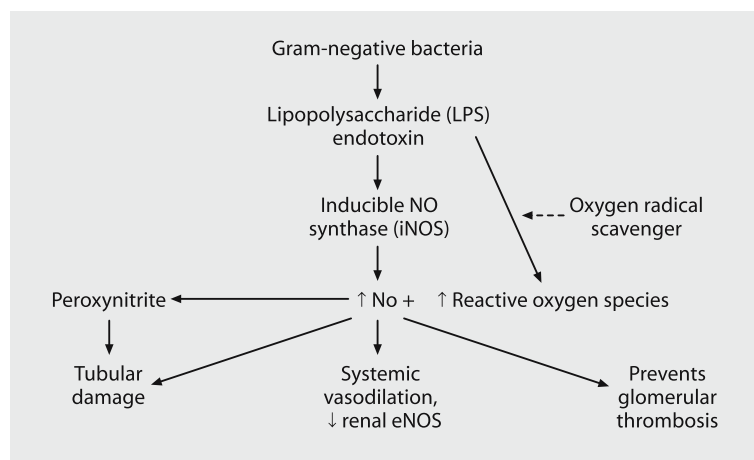 Gram-negative bacteria
Lipopolysaccharide (LPS)
endotoxin
Inducible NO
synthase (iNOS)
Oxygen radical
scavenger
Peroxynitrite
↑ No +
↑ Reactive oxygen species
Tubular
damage
Systemic
vasodilation,
↓ renal eNOS
Prevents
glomerular
thrombosis